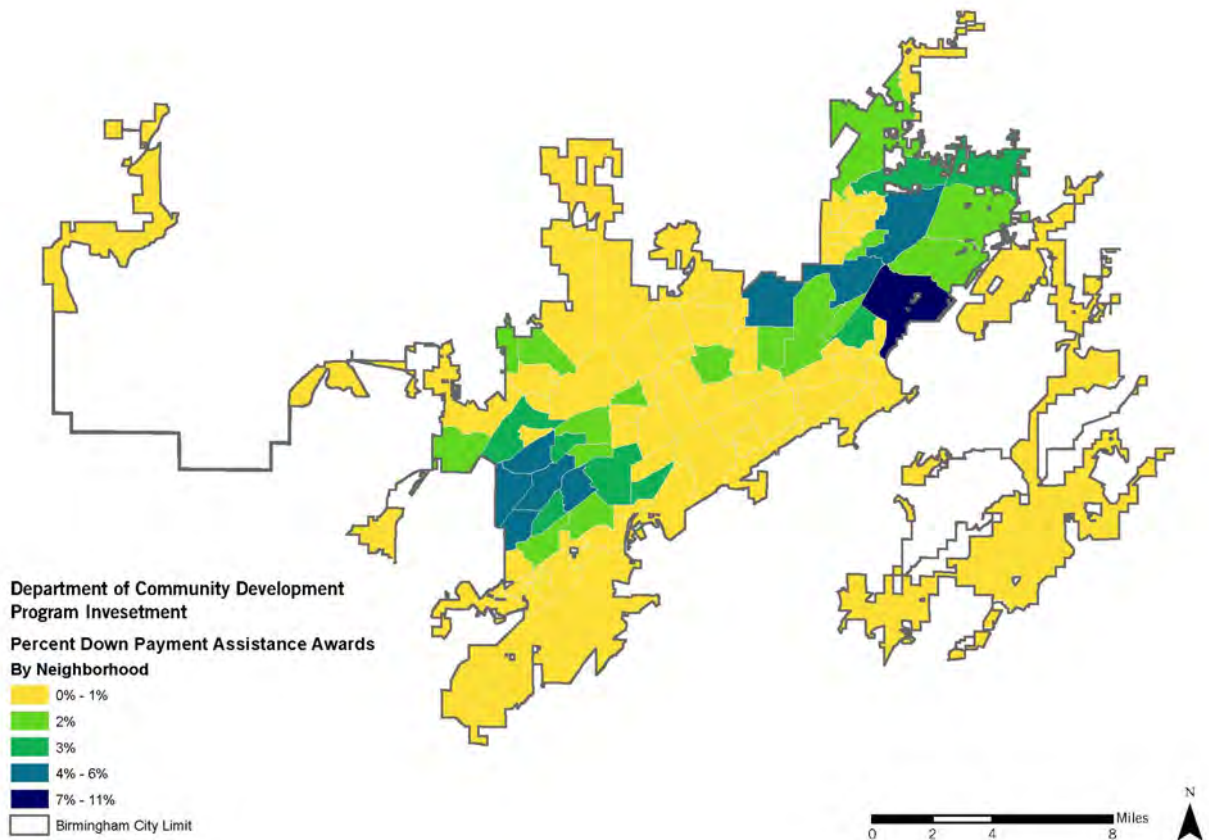 Department of Community Development
Program Invesetment
Percent Down Payment Assistance Awards
By Neighborhood
0% - 1%
2%
3%
4% - 6%
7% - 11%
Birmingham City Limit
Miles
0 2 4 8
N